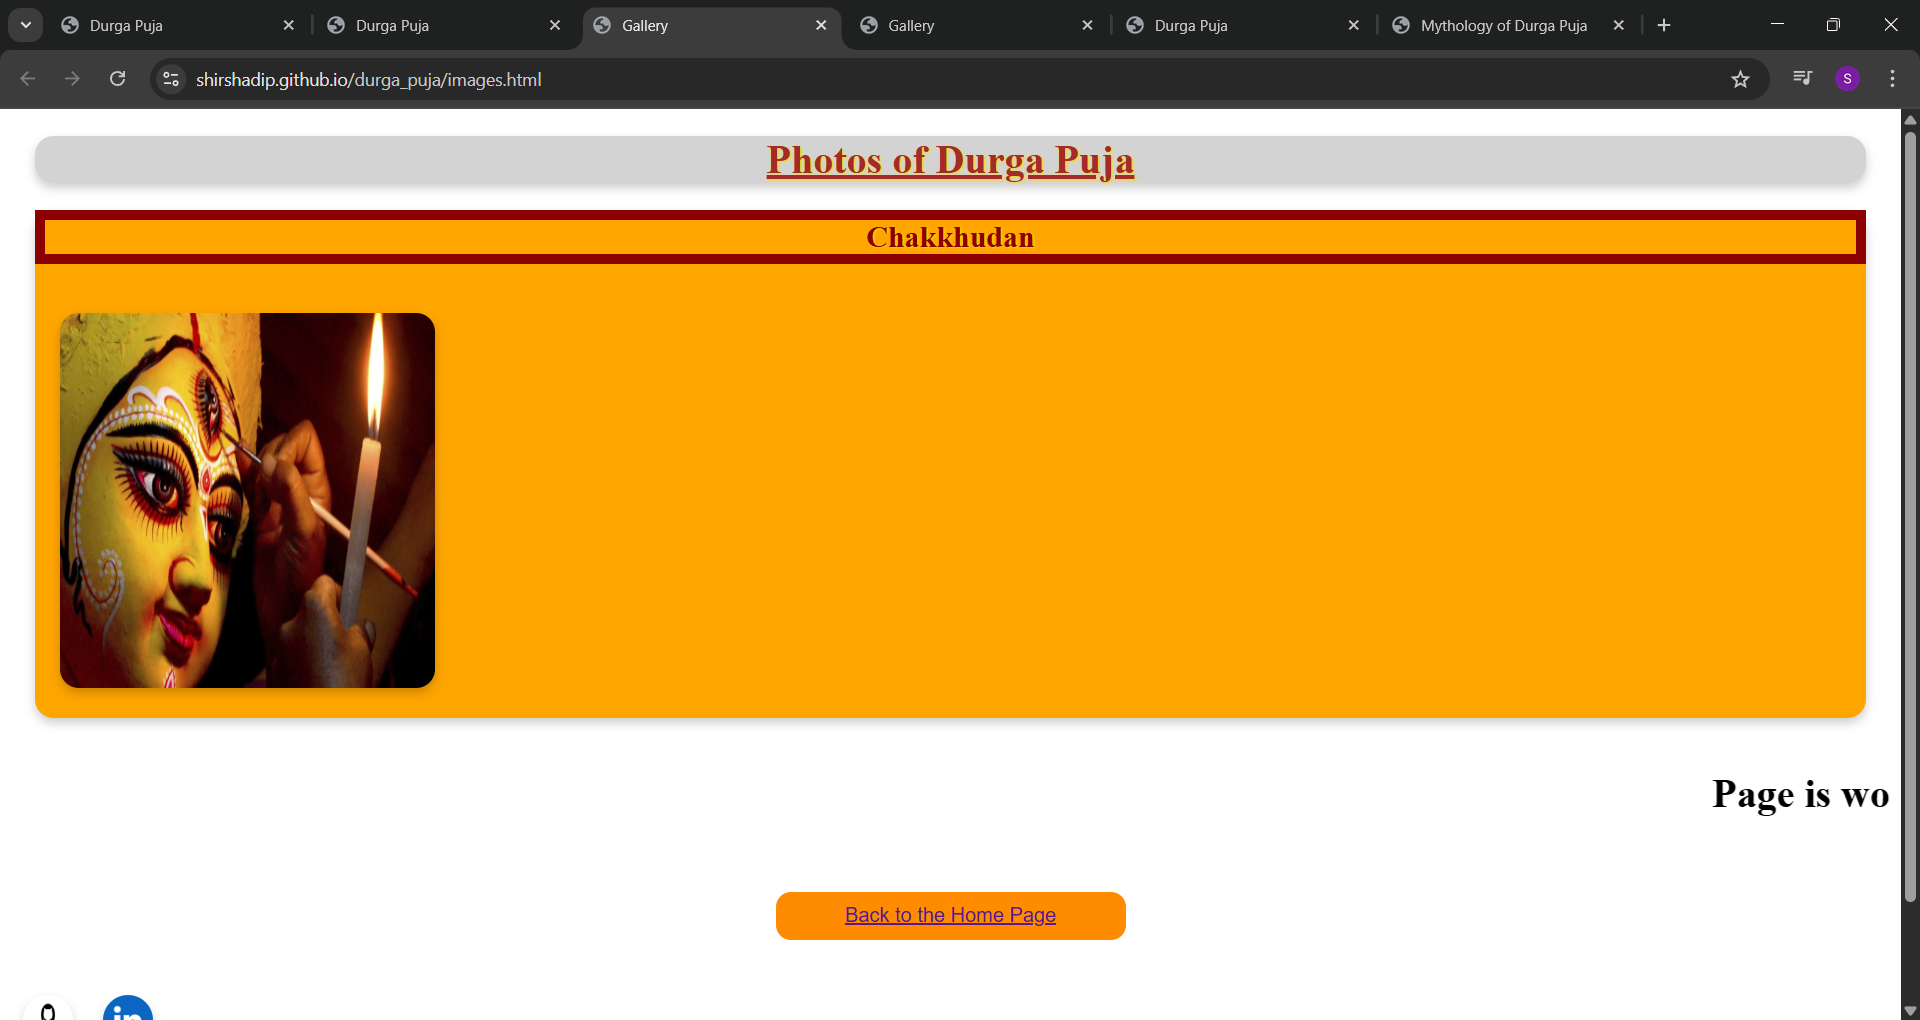 Durga Puja
Durga Puja
Gallery
Gallery
Durga Puja
Mythology of Durga Puja
shirshadip.github.io/durga_puja/images.html
S
Photos of Durga Puja
Chakkhudan
Page is wo
Back to the Home Page
in